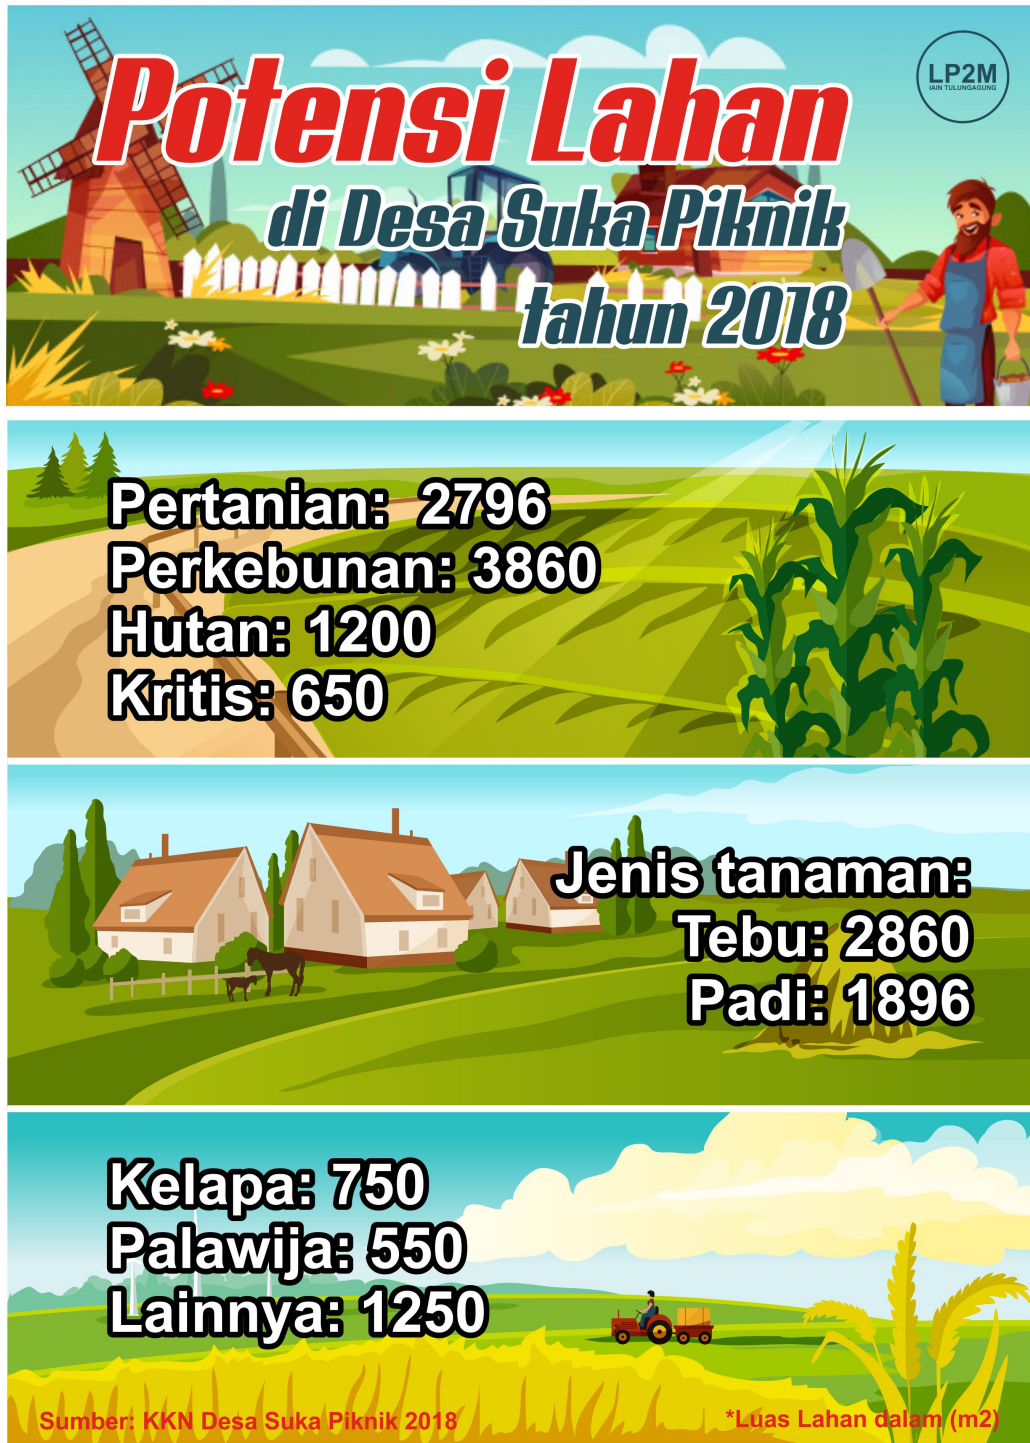 Potensi Lahan
di Desa Suka Piknik
tahun 2018
LP2M
IAIN TULUNGAGUNG
Pertanian: 2796
Perkebunan: 3860
Hutan: 1200
Kritis: 650
Jenis tanaman:
Tebu: 2860
Padi: 1896
Kelapa: 750
Palawija: 550
Lainnya: 1250
Sumber: KKN Desa Suka Piknik 2018
*Luas Lahan dalam (m2)